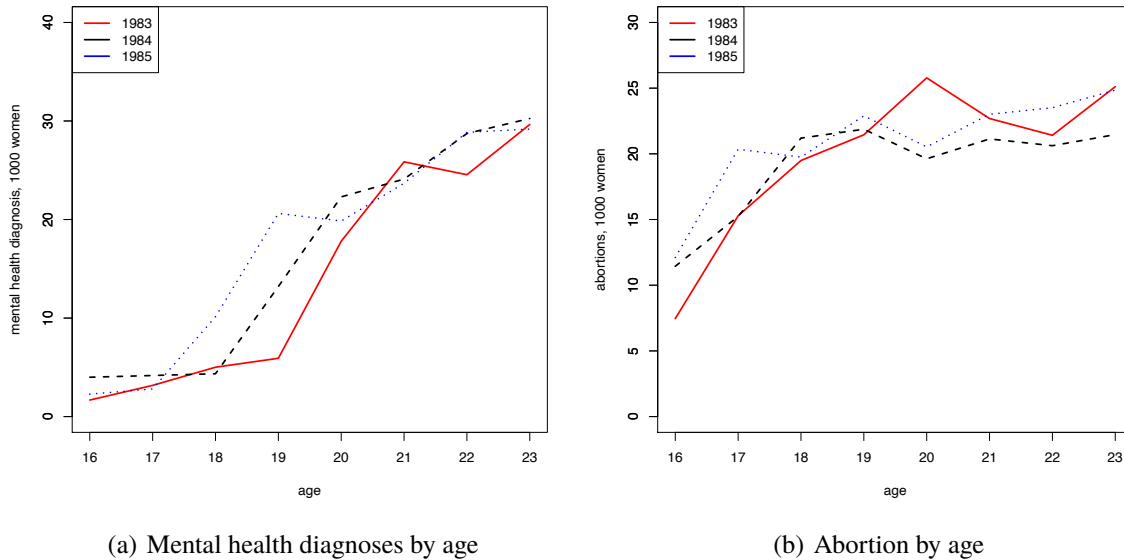 1983
1984
1985
mental health diagnosis, 1000 women
40
30
20
10
0
16 17 18 19 20 21 22 23
age
(a) Mental health diagnoses by age
1983
1984
1985
abortions, 1000 women
30
25
20
15
10
5
0
16 17 18 19 20 21 22 23
age
(b) Abortion by age